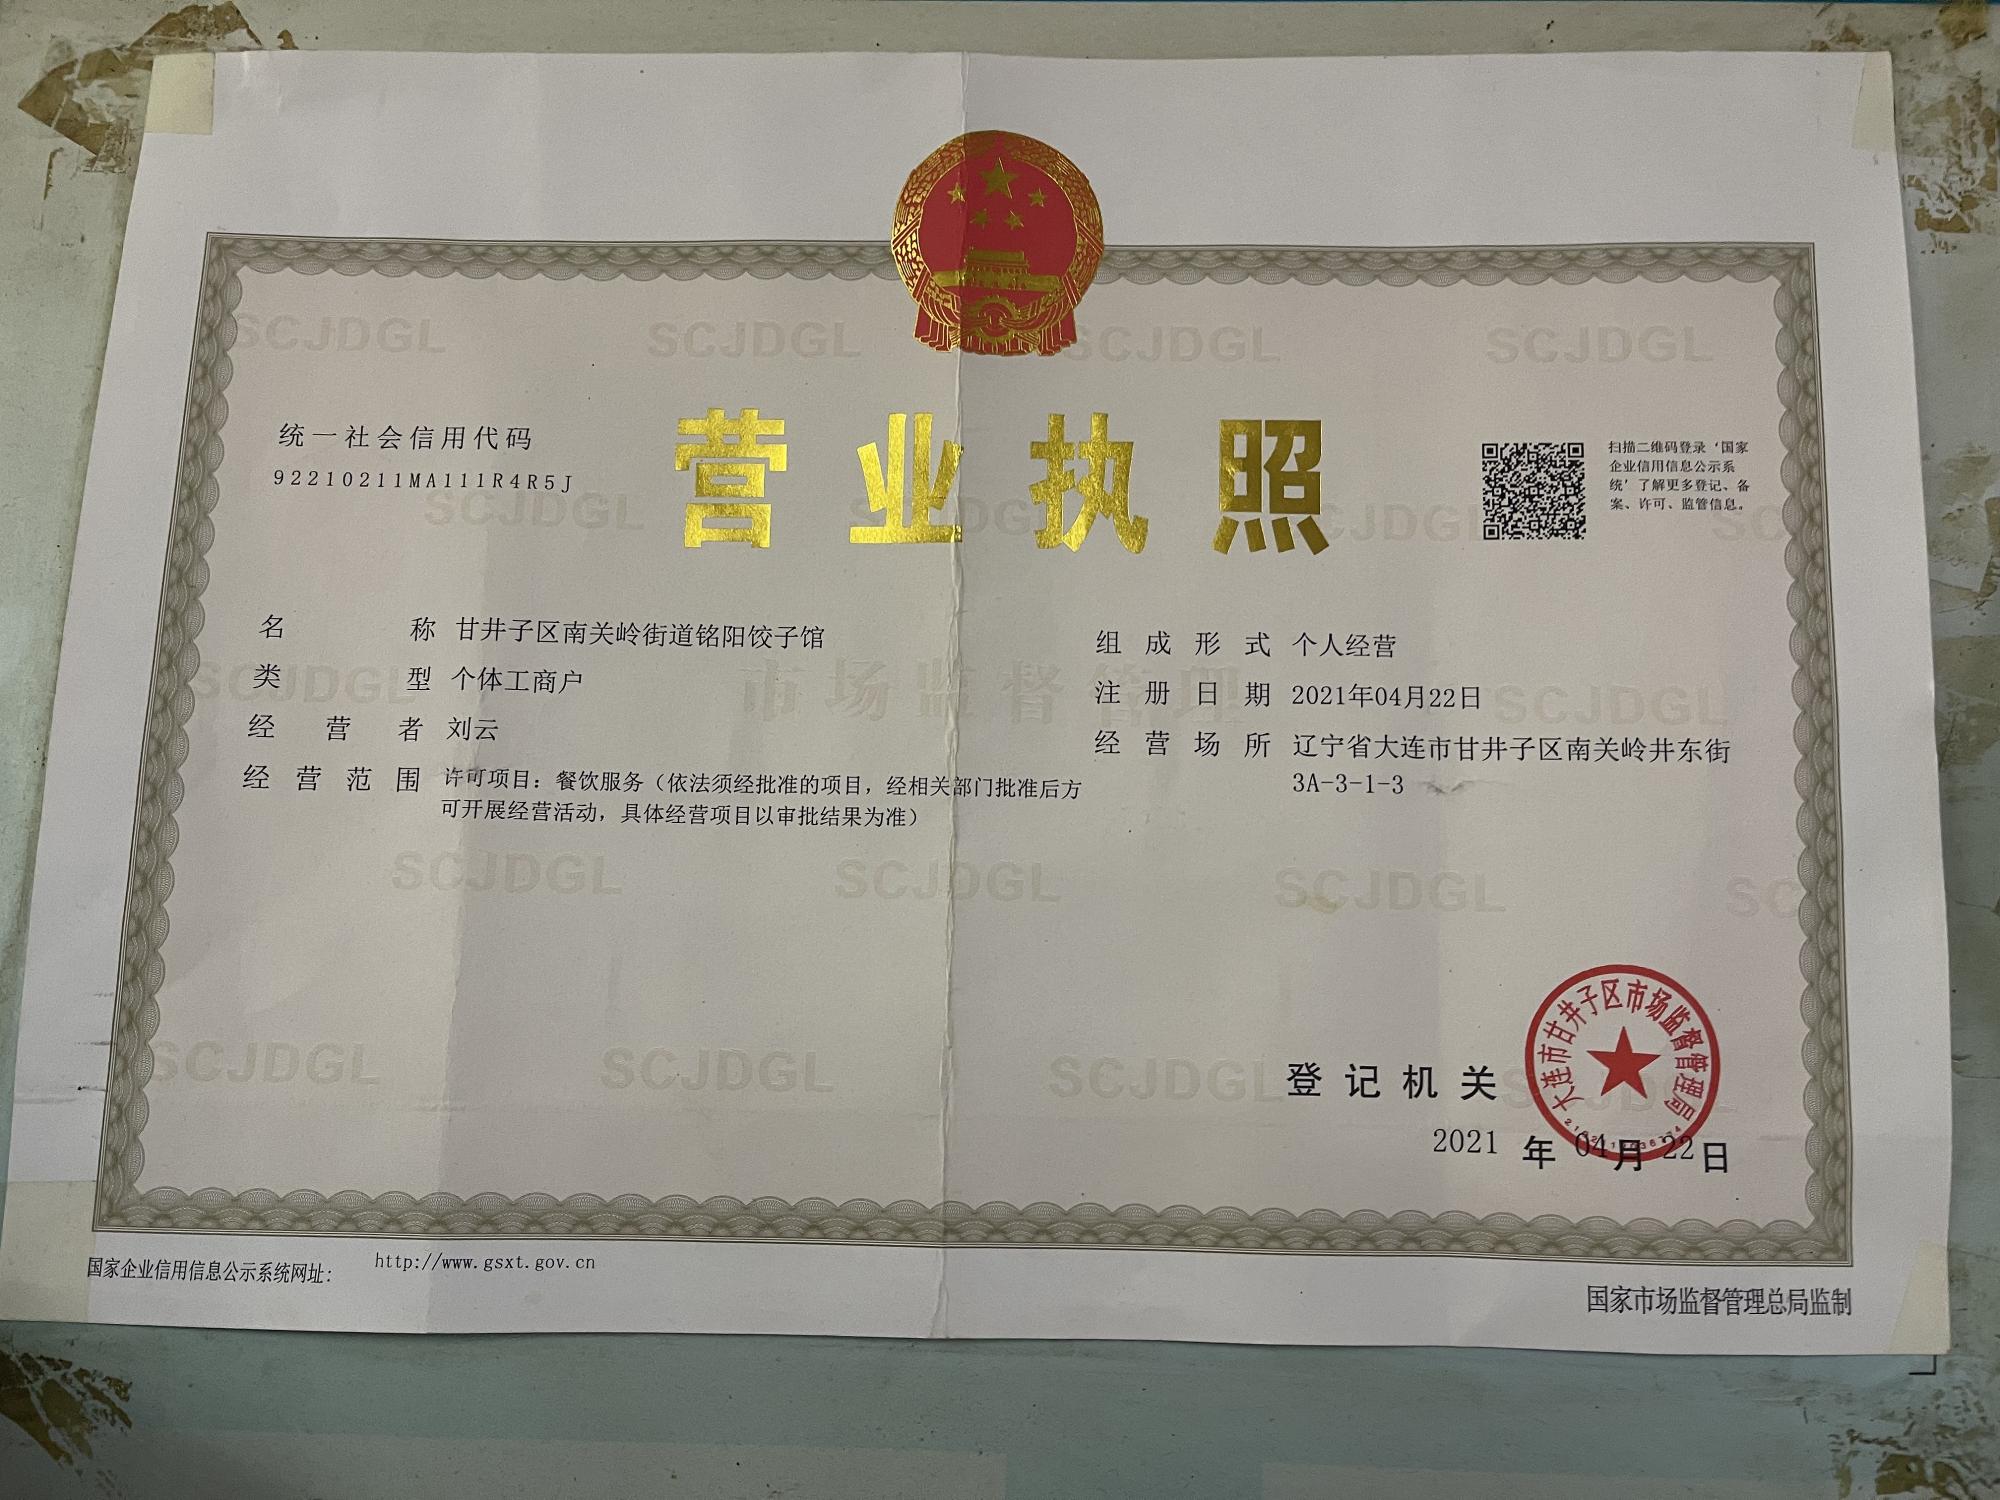 营业执照
统一社会信用代码
92210211MA111R4R5J
扫描二维码登录‘国家
企业信用信息公示系
统’了解更多登记、备
案、许可、监管信息。
名称 甘井子区南关岭街道铭阳饺子馆
类型 个体工商户
经营者 刘云
经营范围 许可项目：餐饮服务（依法须经批准的项目，经相关部门批准后方
可开展经营活动，具体经营项目以审批结果为准）
组成形式 个人经营
注册日期 2021年04月22日
经营场所 辽宁省大连市甘井子区南关岭井东街
3A-3-1-3
SCJDGL
市场监督管理
登记机关
大连市甘井子区市场监督管理局
2021 年 04月 22日
国家企业信用信息公示系统网址： http://www.gsxt.gov.cn
国家市场监督管理总局监制